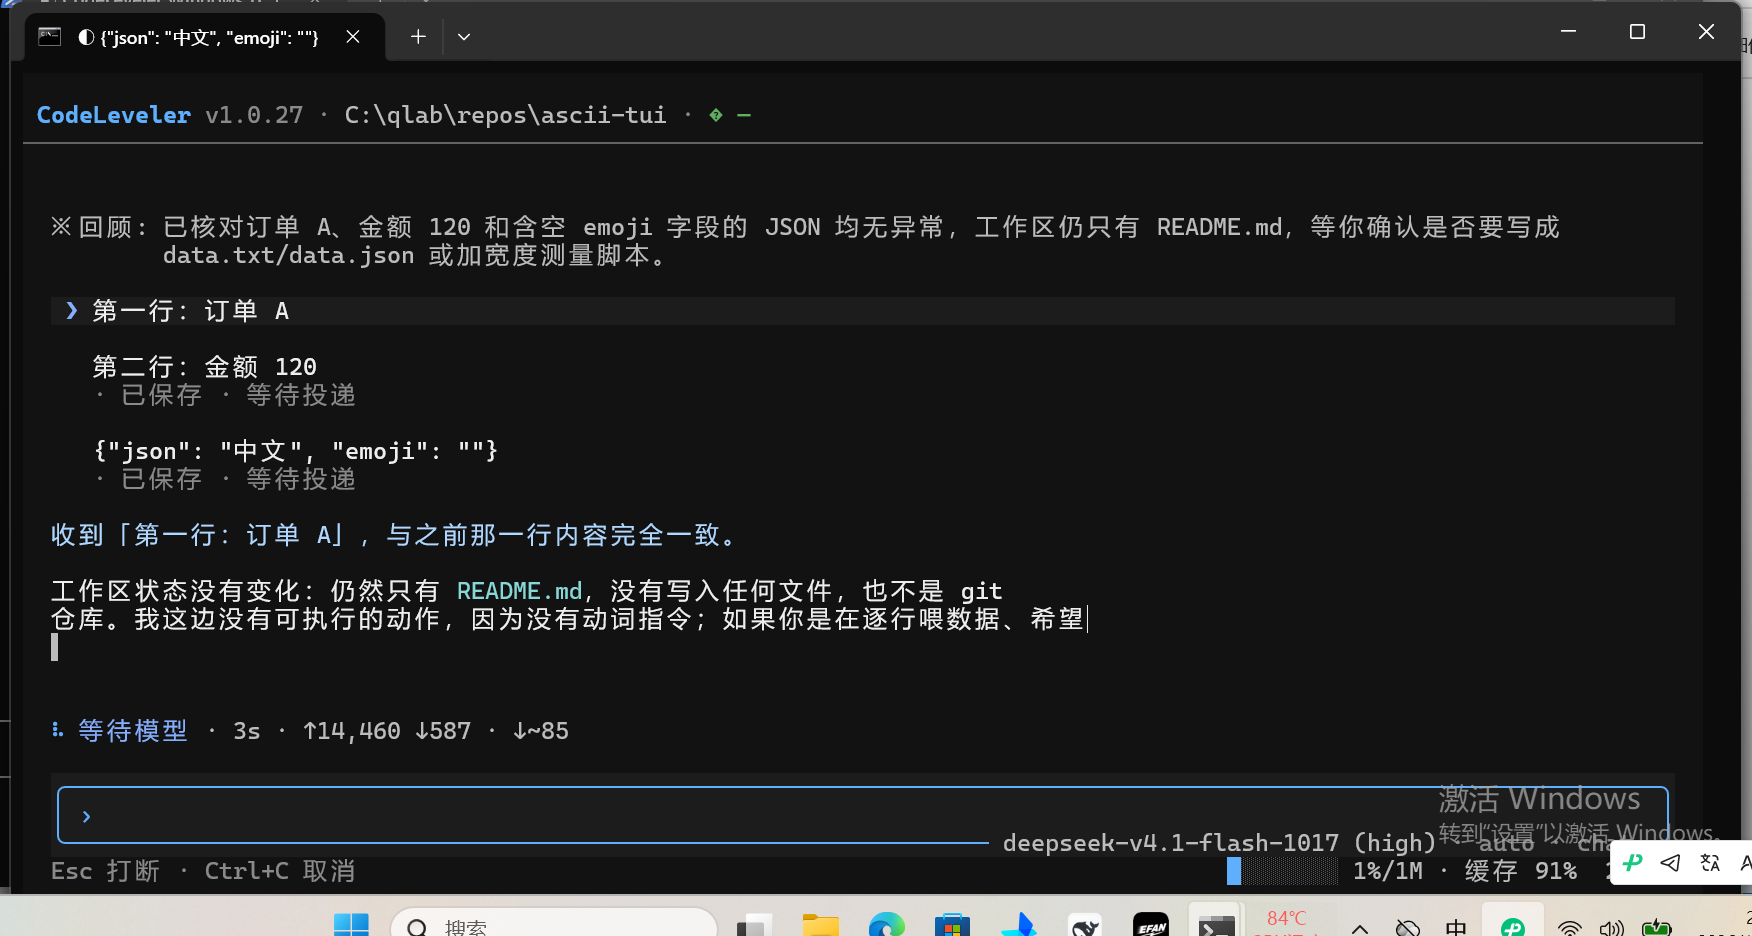 {"json": "中文", "emoji": ""}
CodeLeveler v1.0.27 · C:\qlab\repos\ascii-tui · � —
※ 回顾：已核对订单 A、金额 120 和含空 emoji 字段的 JSON 均无异常，工作区仍只有 README.md，等你确认是否要写成
data.txt/data.json 或加宽度测量脚本。
❯ 第一行：订单 A
第二行：金额 120
· 已保存 · 等待投递
{"json": "中文", "emoji": ""}
· 已保存 · 等待投递
收到「第一行：订单 A」，与之前那一行内容完全一致。
工作区状态没有变化：仍然只有 README.md，没有写入任何文件，也不是 git
仓库。我这边没有可执行的动作，因为没有动词指令；如果你是在逐行喂数据、希望
等待模型 · 3s · ↑14,460 ↓587 · ↓~85
›
激活 Windows
转到"设置"以激活 Windows。
deepseek-v4.1-flash-1017 (high) · auto ·
Esc 打断 · Ctrl+C 取消
1%/1M · 缓存 91%
搜索
EFAN
84℃
中